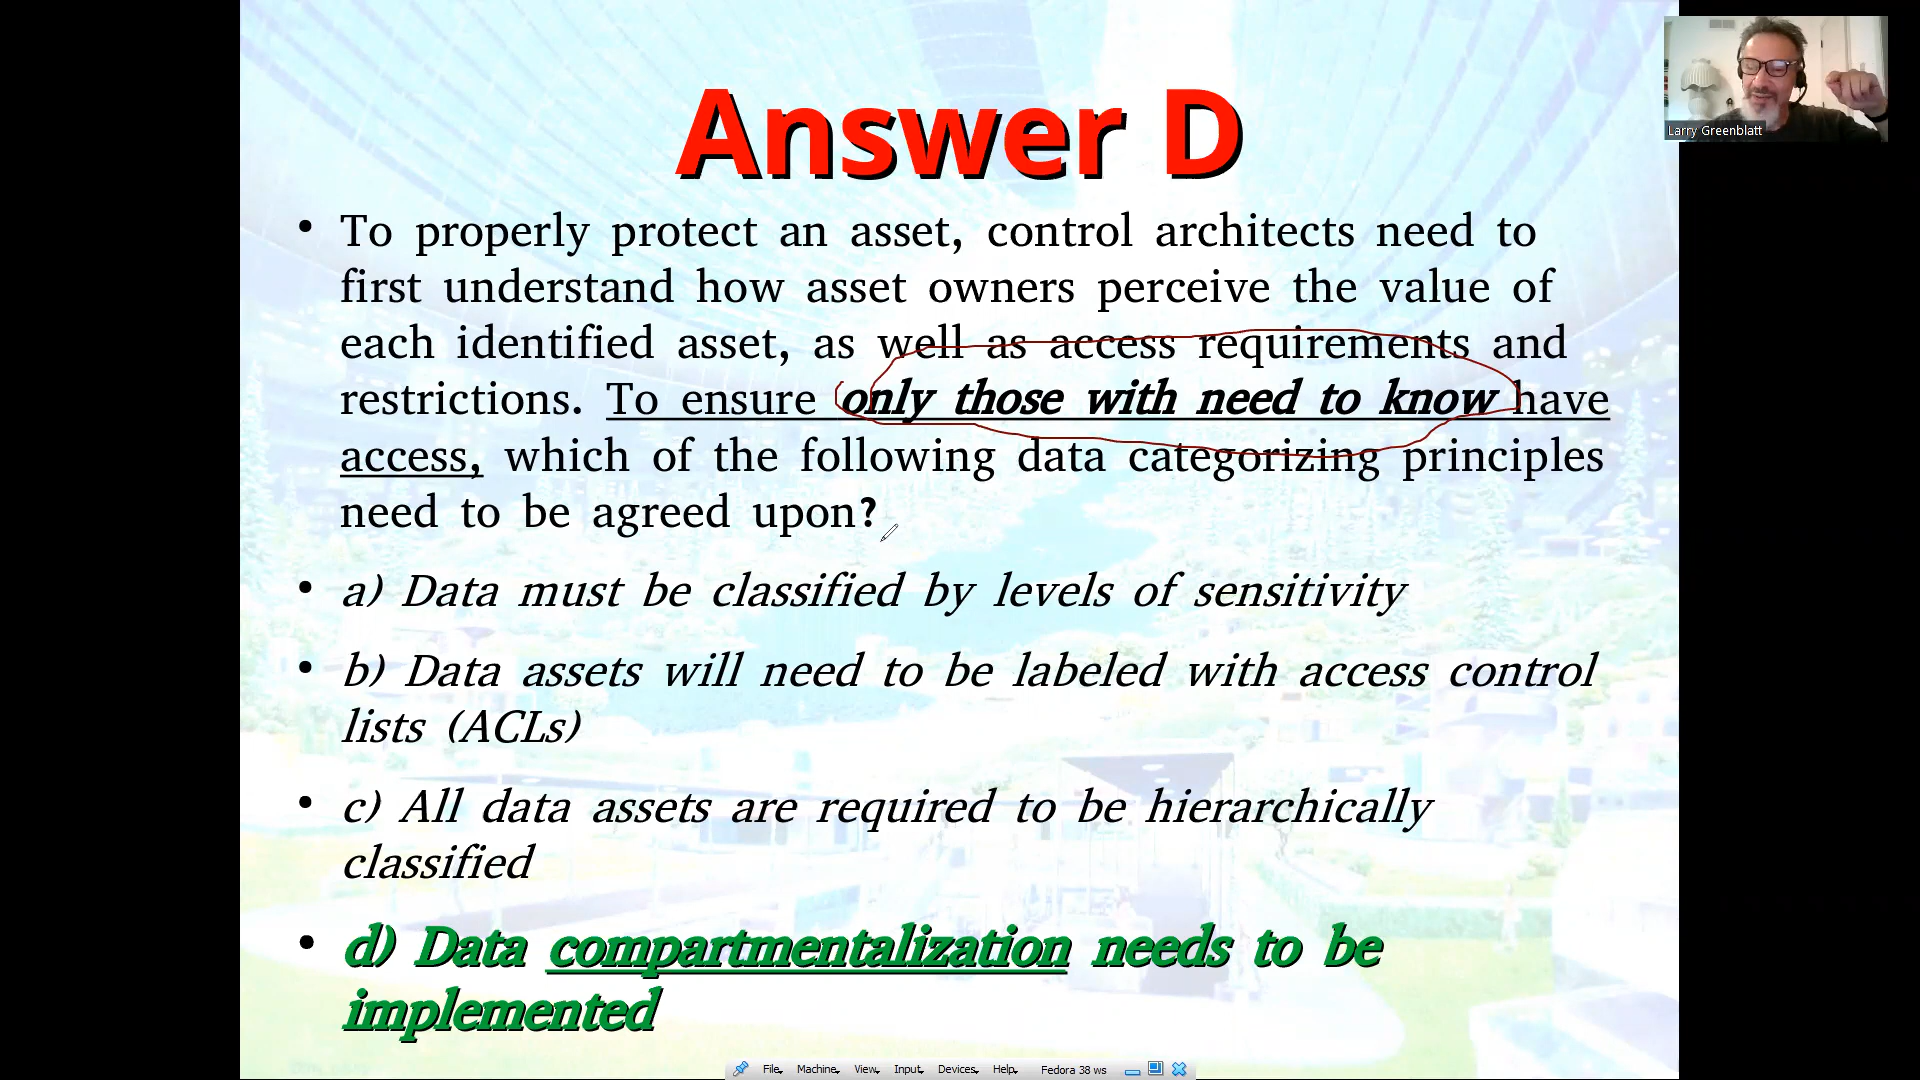 Answer D
Larry Greenblatt
• To properly protect an asset, control architects need to
first understand how asset owners perceive the value of
each identified asset, as well as access requirements and
restrictions. To ensure only those with need to know have
access, which of the following data categorizing principles
need to be agreed upon?
• a) Data must be classified by levels of sensitivity
• b) Data assets will need to be labeled with access control
lists (ACLs)
• c) All data assets are required to be hierarchically
classified
• d) Data compartmentalization needs to be
implemented
File Machine View Input Devices Help Fedora 38 ws